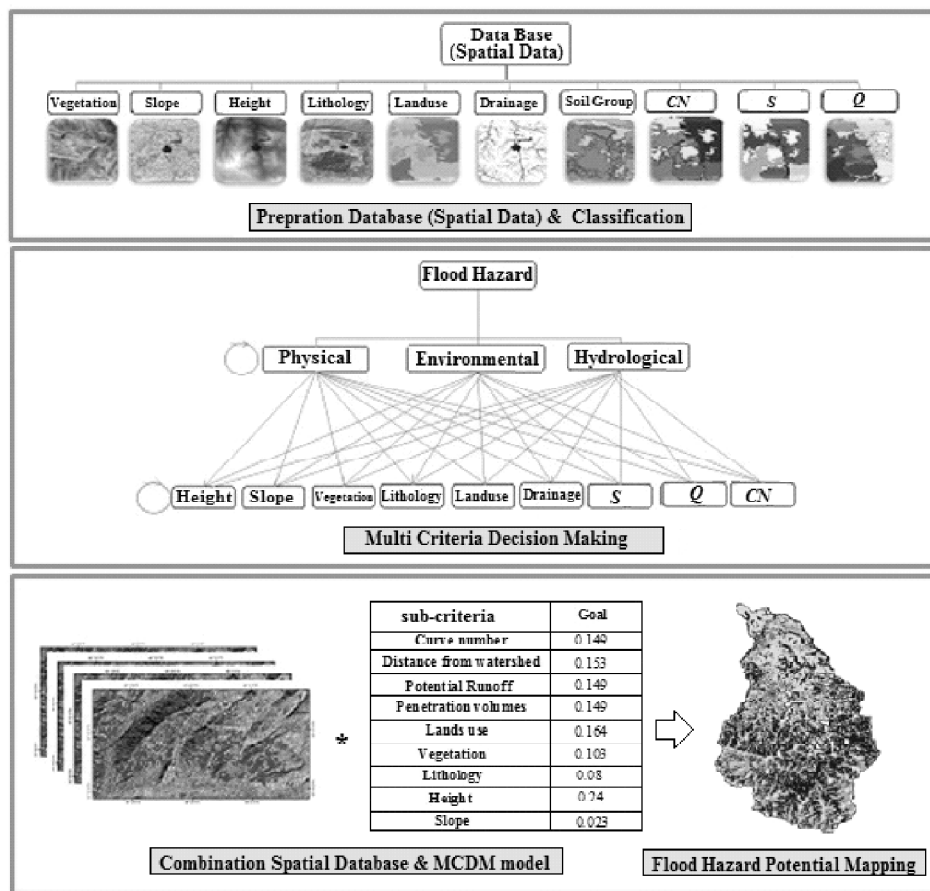 Data Base
(Spatial Data)
Vegetation Slope Height Lithology Landuse Drainage Soil Group CN S Q
Prepration Database (Spatial Data) & Classification
Flood Hazard
Physical Environmental Hydrological
Height Slope Vegetation Lithology Landuse Drainage S Q CN
Multi Criteria Decision Making
sub-criteria Goal
Curve number 0.149
Distance from watershed 0.153
Potential Runoff 0.149
Penetration volumes 0.149
Lands use 0.164
Vegetation 0.103
Lithology 0.08
Height 0.24
Slope 0.023
*
Combination Spatial Database & MCDM model
Flood Hazard Potential Mapping